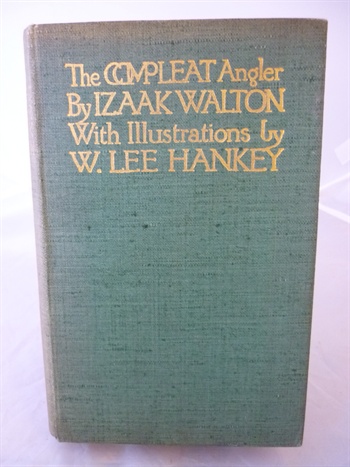 The COMPLEAT Angler
By IZAAK WALTON
With Illustrations by
W. LEE HANKEY